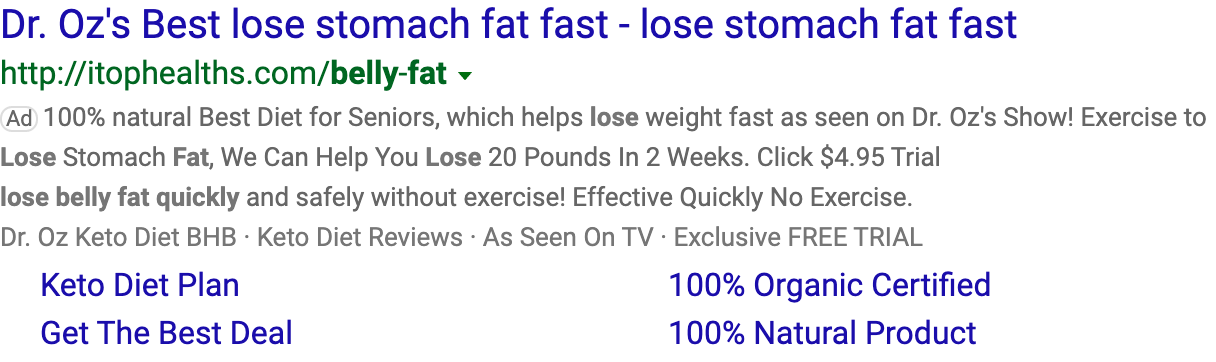 Dr. Oz's Best lose stomach fat fast - lose stomach fat fast
http://itophealths.com/belly-fat
Ad 100% natural Best Diet for Seniors, which helps lose weight fast as seen on Dr. Oz's Show! Exercise to
Lose Stomach Fat, We Can Help You Lose 20 Pounds In 2 Weeks. Click $4.95 Trial
lose belly fat quickly and safely without exercise! Effective Quickly No Exercise.
Dr. Oz Keto Diet BHB · Keto Diet Reviews · As Seen On TV · Exclusive FREE TRIAL
Keto Diet Plan 100% Organic Certified
Get The Best Deal 100% Natural Product